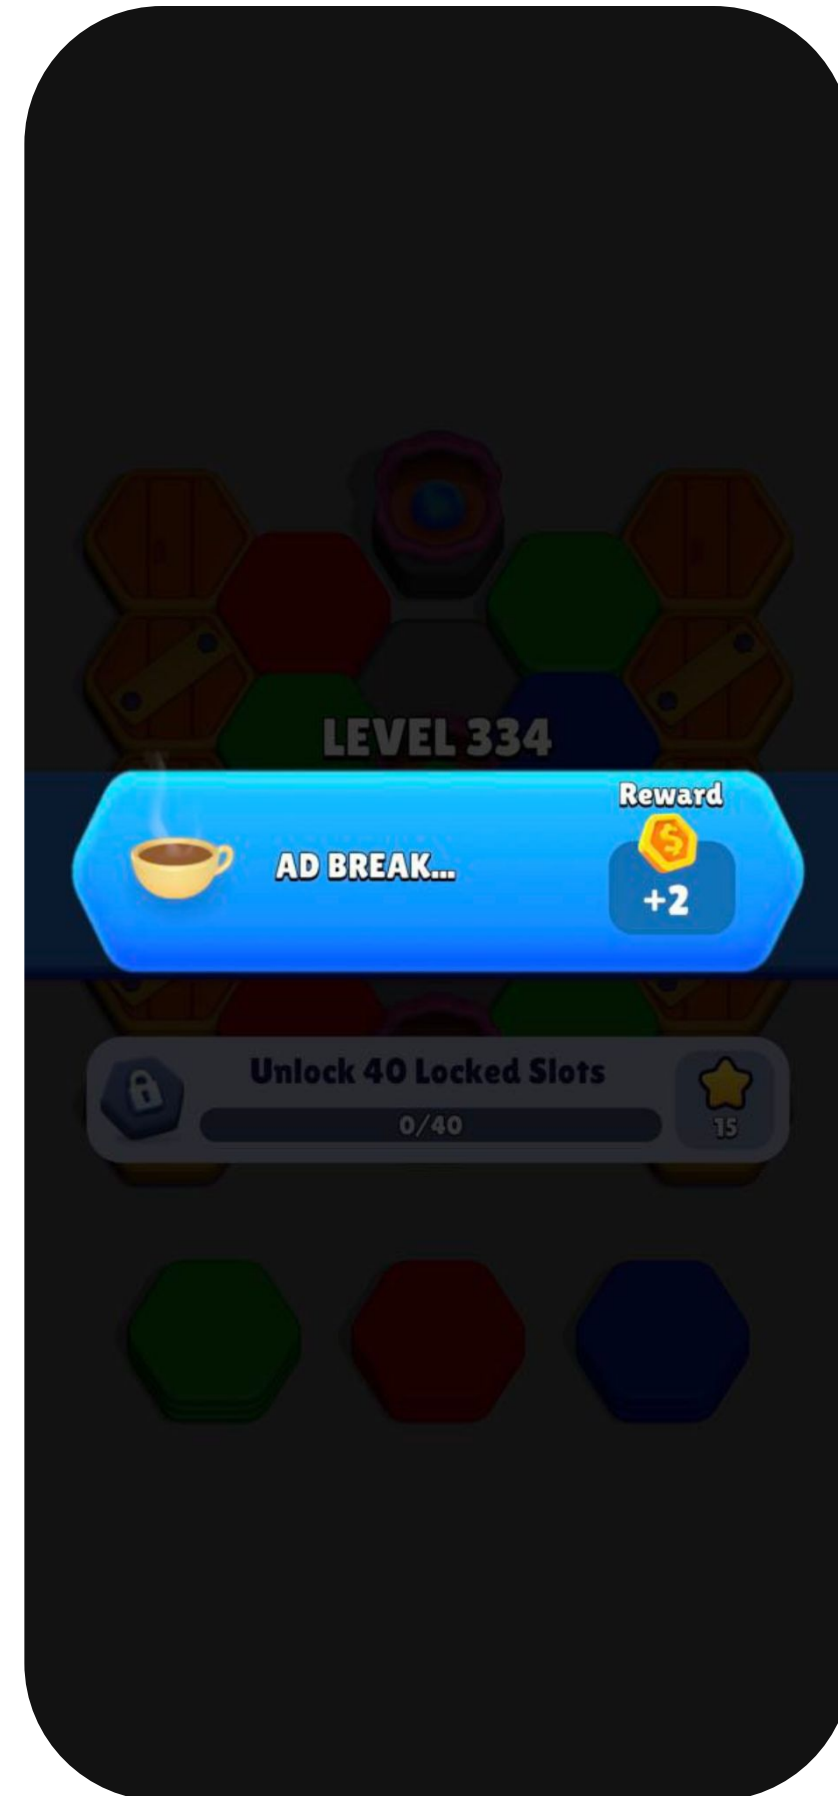 LEVEL 334
Reward
AD BREAK...
+2
Unlock 40 Locked Slots
0/40
15